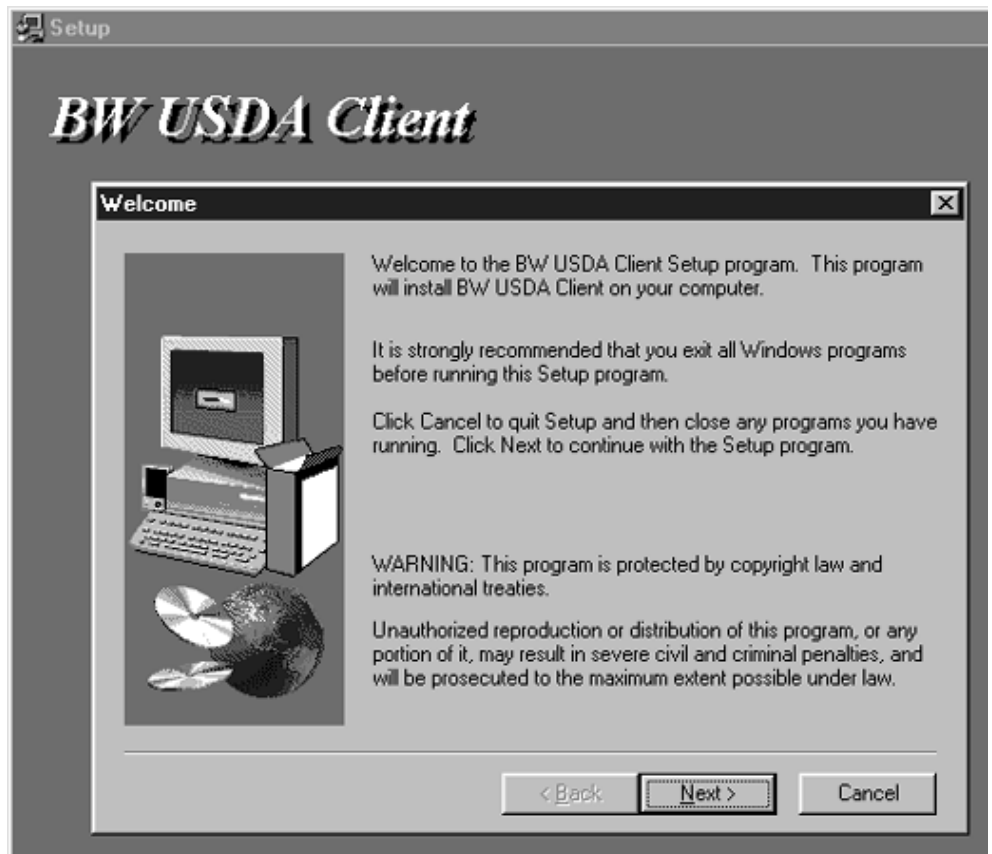 Setup
BW USDA Client
Welcome
Welcome to the BW USDA Client Setup program.  This program
will install BW USDA Client on your computer.
It is strongly recommended that you exit all Windows programs
before running this Setup program.
Click Cancel to quit Setup and then close any programs you have
running.  Click Next to continue with the Setup program.
WARNING: This program is protected by copyright law and
international treaties.
Unauthorized reproduction or distribution of this program, or any
portion of it, may result in severe civil and criminal penalties, and
will be prosecuted to the maximum extent possible under law.
< Back
Next >
Cancel